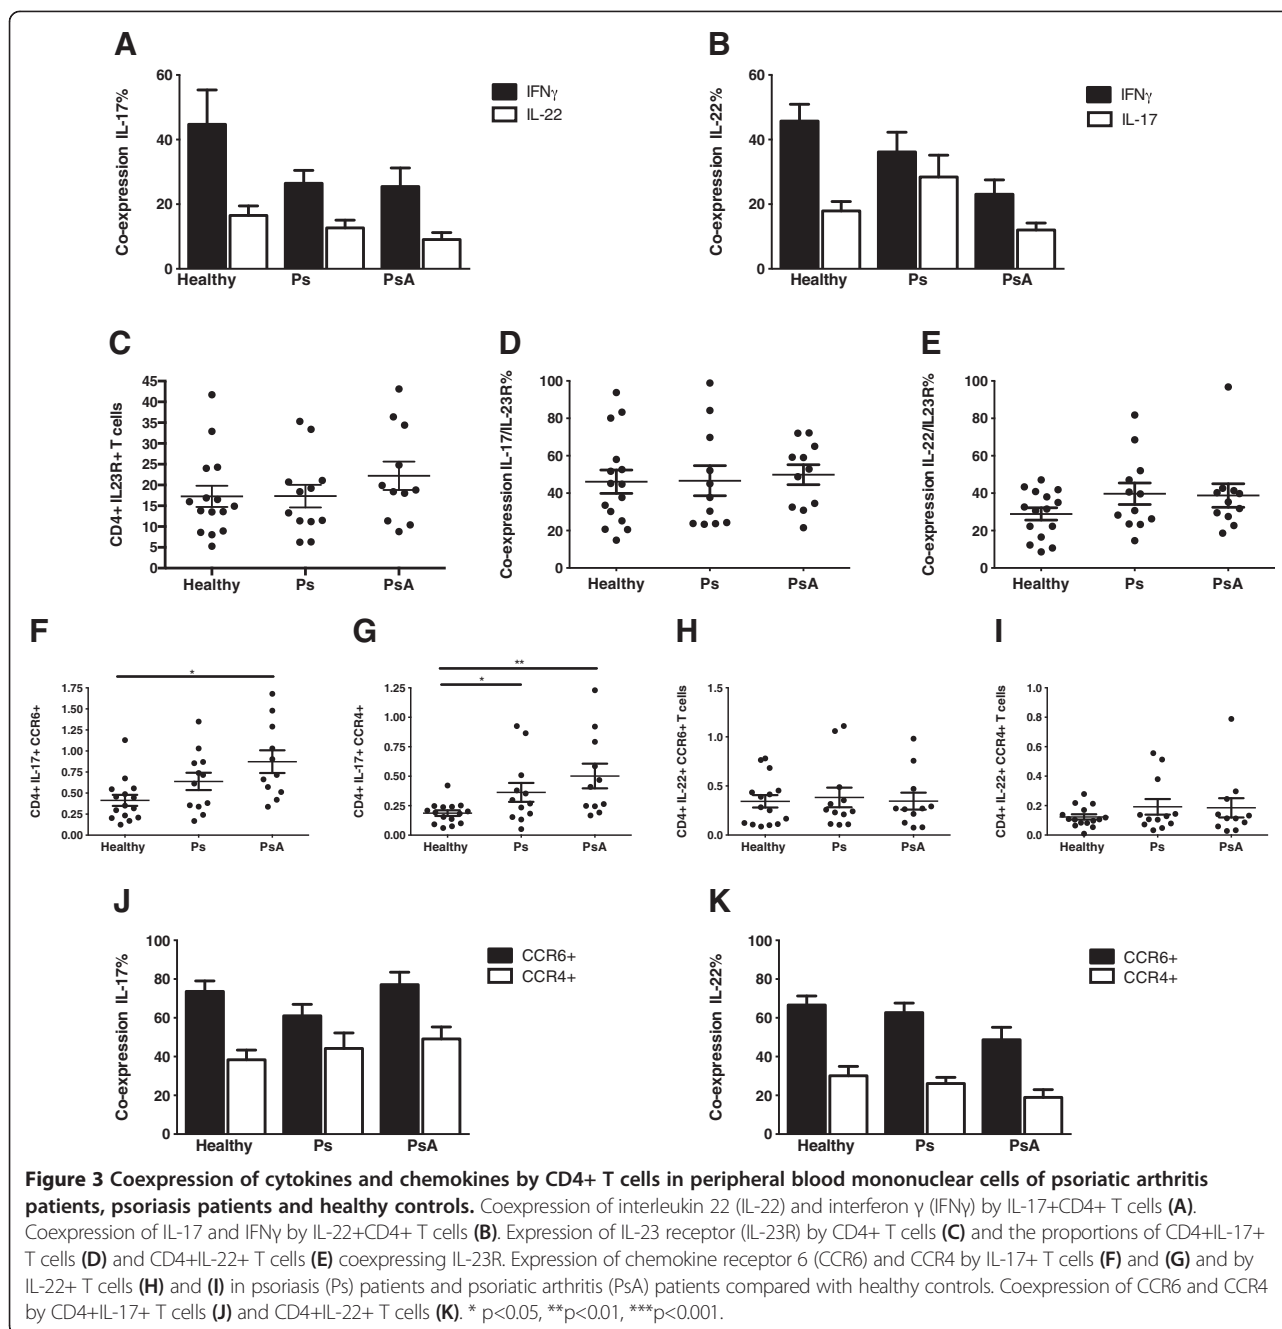 A
B
60
40
20
0
Co-expression IL-17%
Healthy Ps PsA
IFNγ
IL-22
60
40
20
0
Co-expression IL-22%
Healthy Ps PsA
IFNγ
IL-17
C
D
E
45
40
35
30
25
20
15
10
5
0
CD4+ IL23R+ T cells
Healthy Ps PsA
100
80
60
40
20
0
Co-expression IL-17/IL-23R%
Healthy Ps PsA
100
80
60
40
20
0
Co-expression IL-22/IL23R%
Healthy Ps PsA
F
G
H
I
*
1.75
1.50
1.25
1.00
0.75
0.50
0.25
0.00
CD4+ IL-17+ CCR6+
Healthy Ps PsA
**
*
1.25
1.00
0.75
0.50
0.25
0.00
CD4+ IL-17+ CCR4+
Healthy Ps PsA
1.5
1.0
0.5
0.0
CD4+ IL-22+ CCR6+ T cells
Healthy Ps PsA
1.0
0.8
0.6
0.4
0.2
0.0
CD4+ IL-22+ CCR4+ T cells
Healthy Ps PsA
J
K
100
80
60
40
20
0
Co-expression IL-17%
Healthy Ps PsA
CCR6+
CCR4+
100
80
60
40
20
0
Co-expression IL-22%
Healthy Ps PsA
CCR6+
CCR4+
Figure 3 Coexpression of cytokines and chemokines by CD4+ T cells in peripheral blood mononuclear cells of psoriatic arthritis
patients, psoriasis patients and healthy controls. Coexpression of interleukin 22 (IL-22) and interferon γ (IFNγ) by IL-17+CD4+ T cells (A).
Coexpression of IL-17 and IFNγ by IL-22+CD4+ T cells (B). Expression of IL-23 receptor (IL-23R) by CD4+ T cells (C) and the proportions of CD4+IL-17+
T cells (D) and CD4+IL-22+ T cells (E) coexpressing IL-23R. Expression of chemokine receptor 6 (CCR6) and CCR4 by IL-17+ T cells (F) and (G) and by
IL-22+ T cells (H) and (I) in psoriasis (Ps) patients and psoriatic arthritis (PsA) patients compared with healthy controls. Coexpression of CCR6 and CCR4
by CD4+IL-17+ T cells (J) and CD4+IL-22+ T cells (K). * p<0.05, **p<0.01, ***p<0.001.